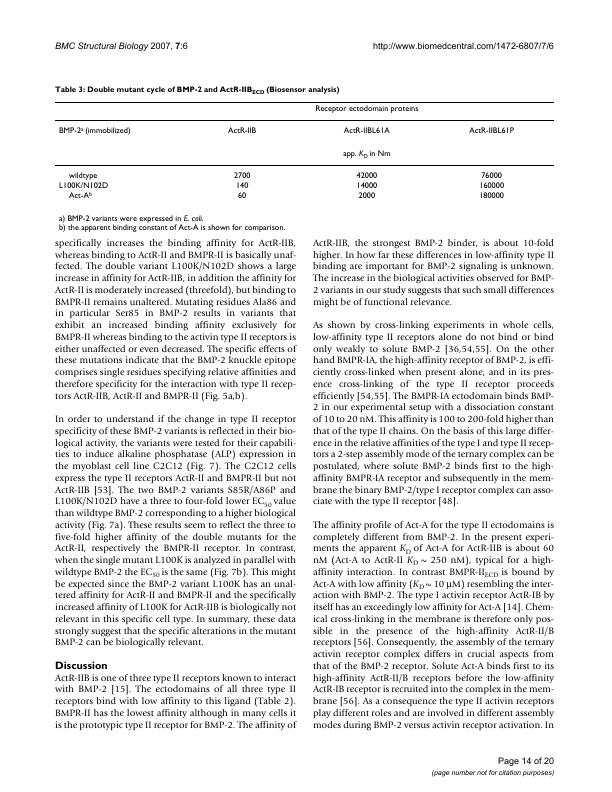 BMC Structural Biology 2007, 7:6
http://www.biomedcentral.com/1472-6807/7/6
Table 3: Double mutant cycle of BMP-2 and ActR-IIBECD (Biosensor analysis)
Receptor ectodomain proteins
BMP-2a (immobilized) ActR-IIB ActR-IIBL61A ActR-IIBL61P
app. KD in Nm
wildtype 2700 42000 76000
L100K/N102D 140 14000 160000
Act-Ab 60 2000 180000
a) BMP-2 variants were expressed in E. coli.
b) the apparent binding constant of Act-A is shown for comparison.
specifically increases the binding affinity for ActR-IIB,
whereas binding to ActR-II and BMPR-II is basically unaf-
fected. The double variant L100K/N102D shows a large
increase in affinity for ActR-IIB, in addition the affinity for
ActR-II is moderately increased (threefold), but binding to
BMPR-II remains unaltered. Mutating residues Ala86 and
in particular Ser85 in BMP-2 results in variants that
exhibit an increased binding affinity exclusively for
BMPR-II whereas binding to the activin type II receptors is
either unaffected or even decreased. The specific effects of
these mutations indicate that the BMP-2 knuckle epitope
comprises single residues specifying relative affinities and
therefore specificity for the interaction with type II recep-
tors ActR-IIB, ActR-II and BMPR-II (Fig. 5a,b).
In order to understand if the change in type II receptor
specificity of these BMP-2 variants is reflected in their bio-
logical activity, the variants were tested for their capabili-
ties to induce alkaline phosphatase (ALP) expression in
the myoblast cell line C2C12 (Fig. 7). The C2C12 cells
express the type II receptors ActR-II and BMPR-II but not
ActR-IIB [53]. The two BMP-2 variants S85R/A86P and
L100K/N102D have a three to four-fold lower EC50 value
than wildtype BMP-2 corresponding to a higher biological
activity (Fig. 7a). These results seem to reflect the three to
five-fold higher affinity of the double mutants for the
ActR-II, respectively the BMPR-II receptor. In contrast,
when the single mutant L100K is analyzed in parallel with
wildtype BMP-2 the EC50 is the same (Fig. 7b). This might
be expected since the BMP-2 variant L100K has an unal-
tered affinity for ActR-II and BMPR-II and the specifically
increased affinity of L100K for ActR-IIB is biologically not
relevant in this specific cell type. In summary, these data
strongly suggest that the specific alterations in the mutant
BMP-2 can be biologically relevant.
Discussion
ActR-IIB is one of three type II receptors known to interact
with BMP-2 [15]. The ectodomains of all three type II
receptors bind with low affinity to this ligand (Table 2).
BMPR-II has the lowest affinity although in many cells it
is the prototypic type II receptor for BMP-2. The affinity of
ActR-IIB, the strongest BMP-2 binder, is about 10-fold
higher. In how far these differences in low-affinity type II
binding are important for BMP-2 signaling is unknown.
The increase in the biological activities observed for BMP-
2 variants in our study suggests that such small differences
might be of functional relevance.
As shown by cross-linking experiments in whole cells,
low-affinity type II receptors alone do not bind or bind
only weakly to solute BMP-2 [36,54,55]. On the other
hand BMPR-IA, the high-affinity receptor of BMP-2, is effi-
ciently cross-linked when present alone, and in its pres-
ence cross-linking of the type II receptor proceeds
efficiently [54,55]. The BMPR-IA ectodomain binds BMP-
2 in our experimental setup with a dissociation constant
of 10 to 20 nM. This affinity is 100 to 200-fold higher than
that of the type II chains. On the basis of this large differ-
ence in the relative affinities of the type I and type II recep-
tors a 2-step assembly mode of the ternary complex can be
postulated, where solute BMP-2 binds first to the high-
affinity BMPR-IA receptor and subsequently in the mem-
brane the binary BMP-2/type I receptor complex can asso-
ciate with the type II receptor [48].
The affinity profile of Act-A for the type II ectodomains is
completely different from BMP-2. In the present experi-
ments the apparent KD of Act-A for ActR-IIB is about 60
nM (Act-A to ActR-II KD ~ 250 nM), typical for a high-
affinity interaction. In contrast BMPR-IIECD is bound by
Act-A with low affinity (KD ~ 10 μM) resembling the inter-
action with BMP-2. The type I activin receptor ActR-IB by
itself has an exceedingly low affinity for Act-A [14]. Chem-
ical cross-linking in the membrane is therefore only pos-
sible in the presence of the high-affinity ActR-II/B
receptors [56]. Consequently, the assembly of the ternary
activin receptor complex differs in crucial aspects from
that of the BMP-2 receptor. Solute Act-A binds first to its
high-affinity ActR-II/B receptors before the low-affinity
ActR-IB receptor is recruited into the complex in the mem-
brane [56]. As a consequence the type II activin receptors
play different roles and are involved in different assembly
modes during BMP-2 versus activin receptor activation. In
Page 14 of 20
(page number not for citation purposes)